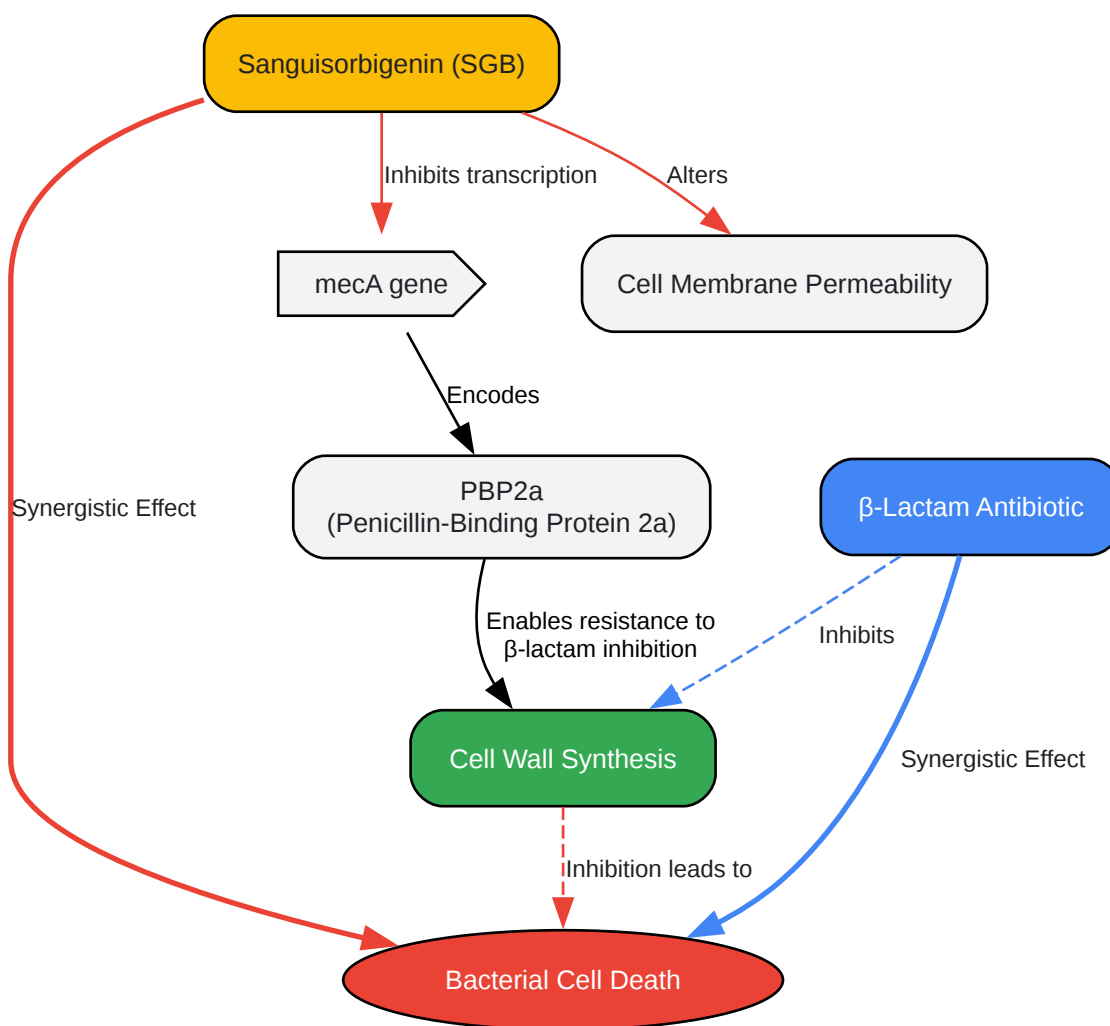 Sanguisorbigenin (SGB)
Inhibits transcription
Alters
mecA gene
Cell Membrane Permeability
Encodes
PBP2a
(Penicillin-Binding Protein 2a)
β-Lactam Antibiotic
Synergistic Effect
Enables resistance to
β-lactam inhibition
Inhibits
Cell Wall Synthesis
Synergistic Effect
Inhibition leads to
Bacterial Cell Death